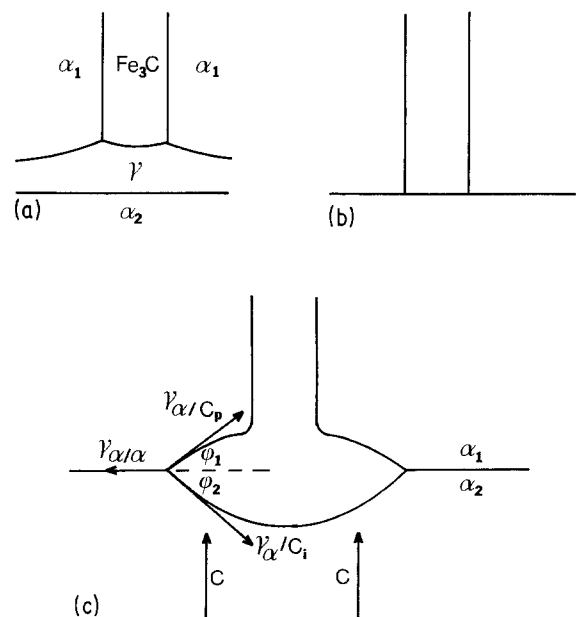 α₁ Fe₃C α₁
γ
α₂
(a)
(b)
γα/Cₚ
γα/α
φ₁
φ₂
α₁
α₂
γα/Cᵢ
C C
(c)